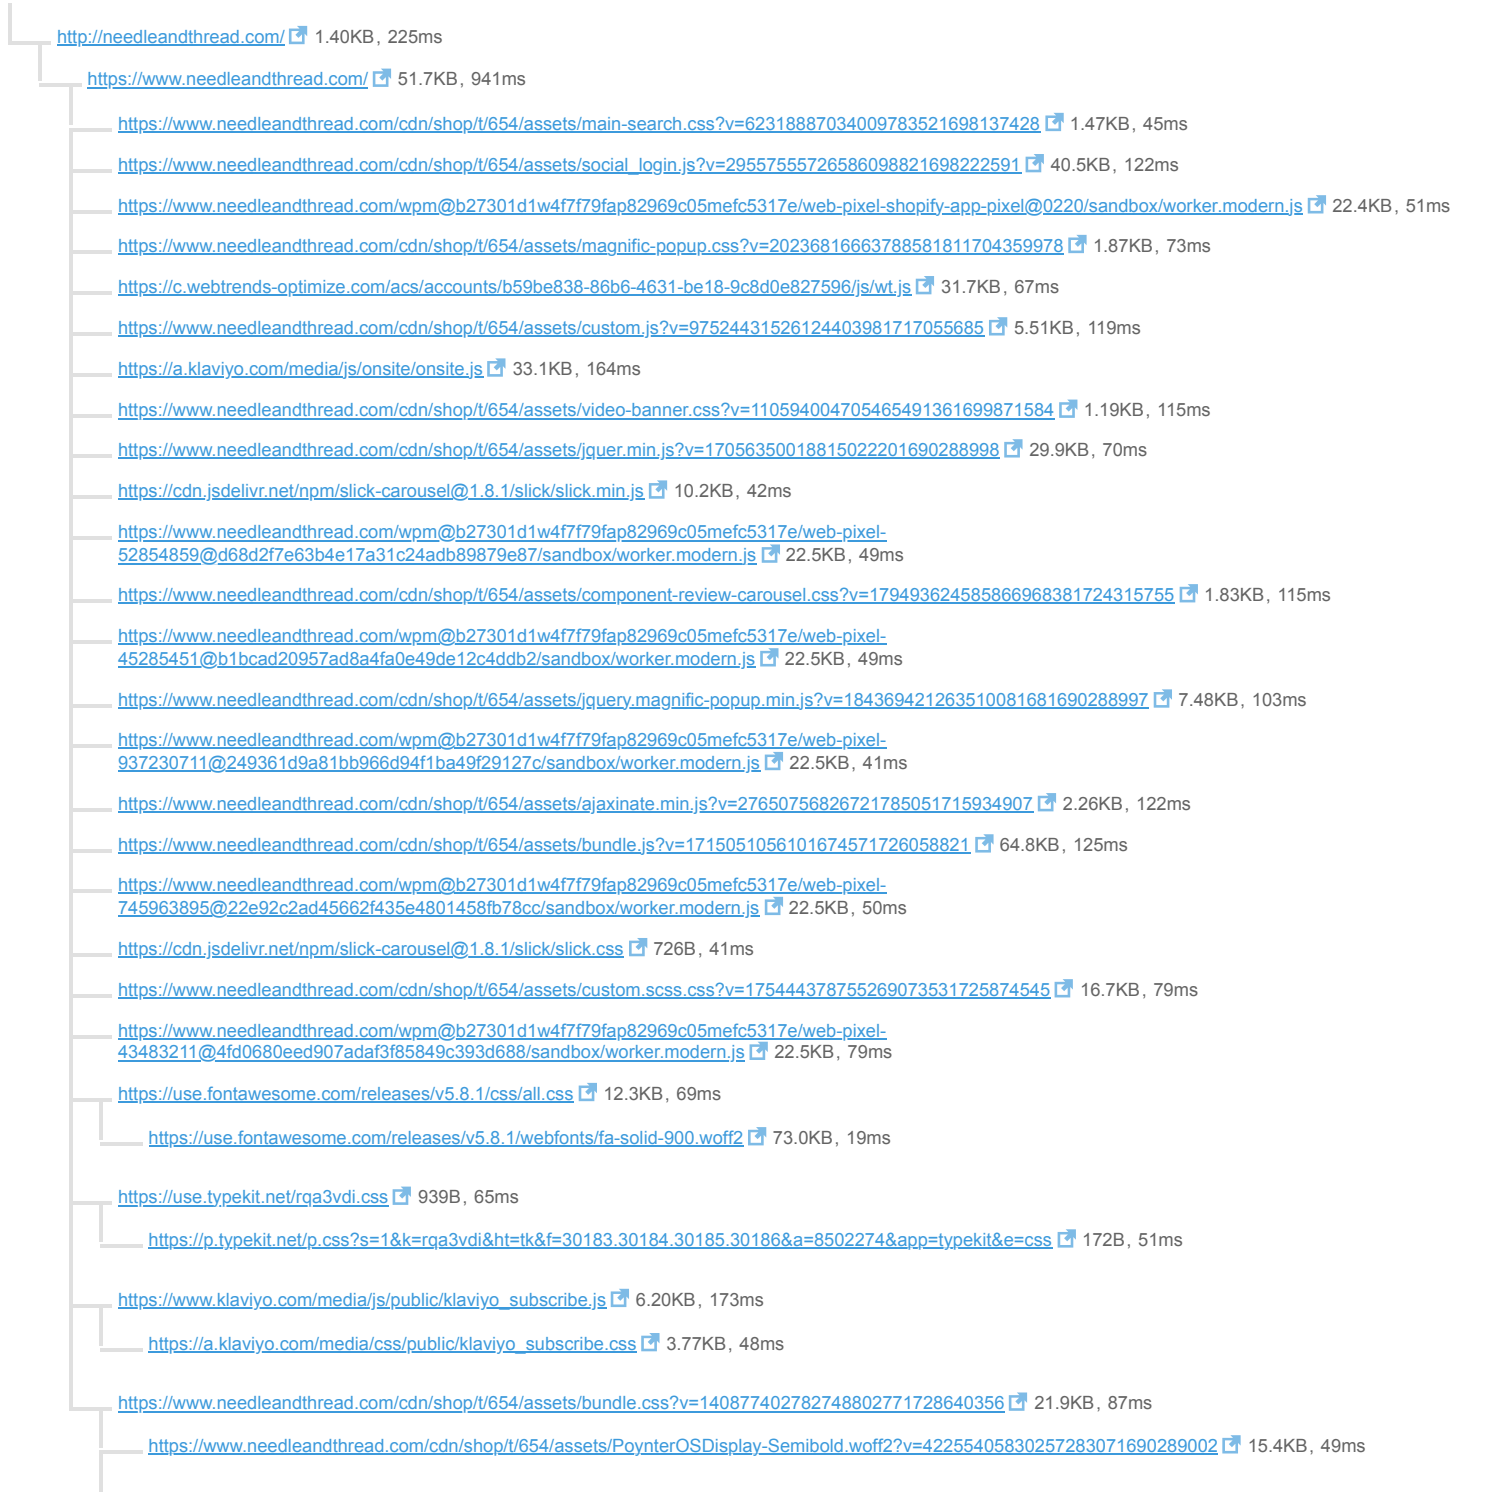 http://needleandthread.com/ 1.40KB, 225ms
https://www.needleandthread.com/ 51.7KB, 941ms
https://www.needleandthread.com/cdn/shop/t/654/assets/main-search.css?v=62318887034009783521698137428 1.47KB, 45ms
https://www.needleandthread.com/cdn/shop/t/654/assets/social_login.js?v=29557555726586098821698222591 40.5KB, 122ms
https://www.needleandthread.com/wpm@b27301d1w4f7f79fap82969c05mefc5317e/web-pixel-shopify-app-pixel@0220/sandbox/worker.modern.js 22.4KB, 51ms
https://www.needleandthread.com/cdn/shop/t/654/assets/magnific-popup.css?v=20236816663788581811704359978 1.87KB, 73ms
https://c.webtrends-optimize.com/acs/accounts/b59be838-86b6-4631-be18-9c8d0e827596/js/wt.js 31.7KB, 67ms
https://www.needleandthread.com/cdn/shop/t/654/assets/custom.js?v=97524431526124403981717055685 5.51KB, 119ms
https://a.klaviyo.com/media/js/onsite/onsite.js 33.1KB, 164ms
https://www.needleandthread.com/cdn/shop/t/654/assets/video-banner.css?v=110594004705465491361699871584 1.19KB, 115ms
https://www.needleandthread.com/cdn/shop/t/654/assets/jquer.min.js?v=170563500188150222016902889​98 29.9KB, 70ms
https://cdn.jsdelivr.net/npm/slick-carousel@1.8.1/slick/slick.min.js 10.2KB, 42ms
https://www.needleandthread.com/wpm@b27301d1w4f7f79fap82969c05mefc5317e/web-pixel-
52854859@d68d2f7e63b4e17a31c24adb89879e87/sandbox/worker.modern.js 22.5KB, 49ms
https://www.needleandthread.com/cdn/shop/t/654/assets/component-review-carousel.css?v=179493624585866968381724315755 1.83KB, 115ms
https://www.needleandthread.com/wpm@b27301d1w4f7f79fap82969c05mefc5317e/web-pixel-
45285451@b1bcad20957ad8a4fa0e49de12c4ddb2/sandbox/worker.modern.js 22.5KB, 49ms
https://www.needleandthread.com/cdn/shop/t/654/assets/jquery.magnific-popup.min.js?v=184369421263510081681690288997 7.48KB, 103ms
https://www.needleandthread.com/wpm@b27301d1w4f7f79fap82969c05mefc5317e/web-pixel-
937230711@249361d9a81bb966d94f1ba49f29127c/sandbox/worker.modern.js 22.5KB, 41ms
https://www.needleandthread.com/cdn/shop/t/654/assets/ajaxinate.min.js?v=27650756826721785051715934907 2.26KB, 122ms
https://www.needleandthread.com/cdn/shop/t/654/assets/bundle.js?v=1715051056101674571726058821 64.8KB, 125ms
https://www.needleandthread.com/wpm@b27301d1w4f7f79fap82969c05mefc5317e/web-pixel-
745963895@22e92c2ad45662f435e4801458fb78cc/sandbox/worker.modern.js 22.5KB, 50ms
https://cdn.jsdelivr.net/npm/slick-carousel@1.8.1/slick/slick.css 726B, 41ms
https://www.needleandthread.com/cdn/shop/t/654/assets/custom.scss.css?v=175444378755269073531725874545 16.7KB, 79ms
https://www.needleandthread.com/wpm@b27301d1w4f7f79fap82969c05mefc5317e/web-pixel-
43483211@4fd0680eed907adaf3f85849c393d688/sandbox/worker.modern.js 22.5KB, 79ms
https://use.fontawesome.com/releases/v5.8.1/css/all.css 12.3KB, 69ms
https://use.fontawesome.com/releases/v5.8.1/webfonts/fa-solid-900.woff2 73.0KB, 19ms
https://use.typekit.net/rqa3vdi.css 939B, 65ms
https://p.typekit.net/p.css?s=1&k=rqa3vdi&ht=tk&f=30183.30184.30185.30186&a=8502274&app=typekit&e=css 172B, 51ms
https://www.klaviyo.com/media/js/public/klaviyo_subscribe.js 6.20KB, 173ms
https://a.klaviyo.com/media/css/public/klaviyo_subscribe.css 3.77KB, 48ms
https://www.needleandthread.com/cdn/shop/t/654/assets/bundle.css?v=140877402782748802771728640356 21.9KB, 87ms
https://www.needleandthread.com/cdn/shop/t/654/assets/PoynterOSDisplay-Semibold.woff2?v=42255405830257283071690289002 15.4KB, 49ms